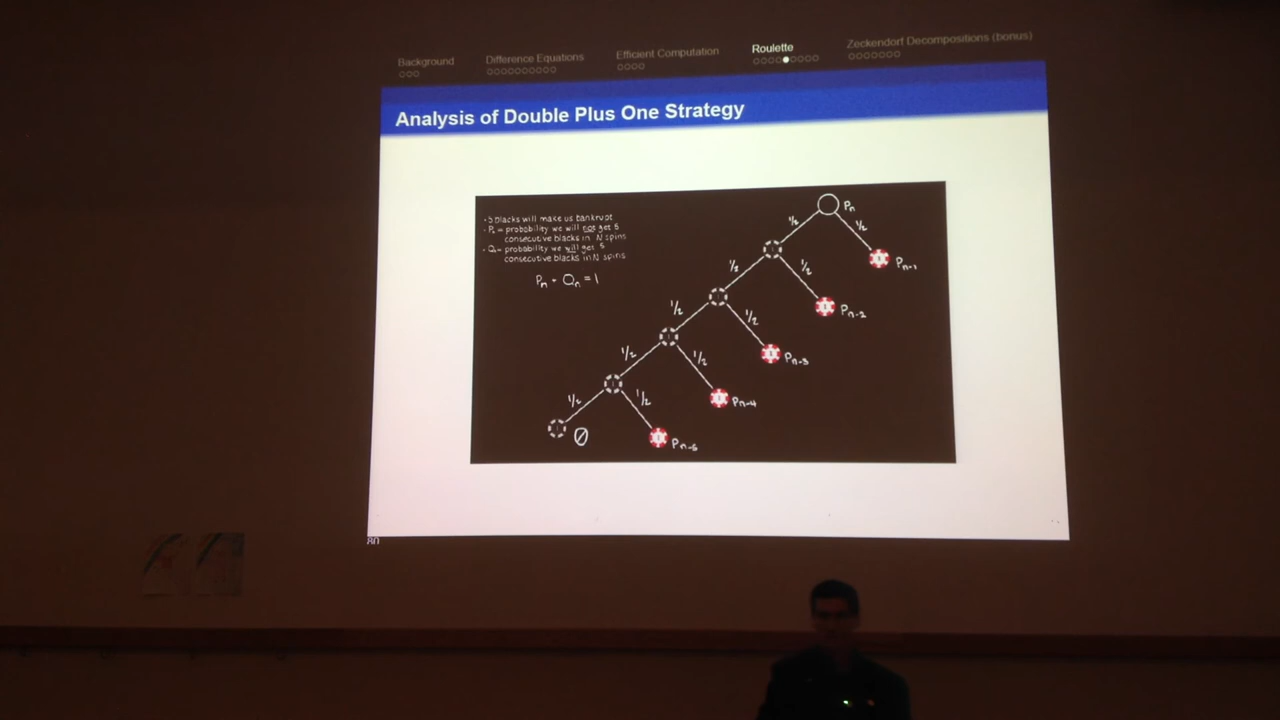 Background
Difference Equations
Efficient Computation
Roulette
Zeckendorf Decompositions (bonus)
Analysis of Double Plus One Strategy
blacks will make us bankrupt
= probability we will not get 5
consecutive blacks in N spins
= probability we will get 5
consecutive blacks in N spins
Pn + Qn = 1
Pn
1/2 1/2
Pn-1
1/2 1/2
Pn-2
1/2 1/2
Pn-3
1/2 1/2
Pn-4
1/2 1/2
0
Pn-5
80